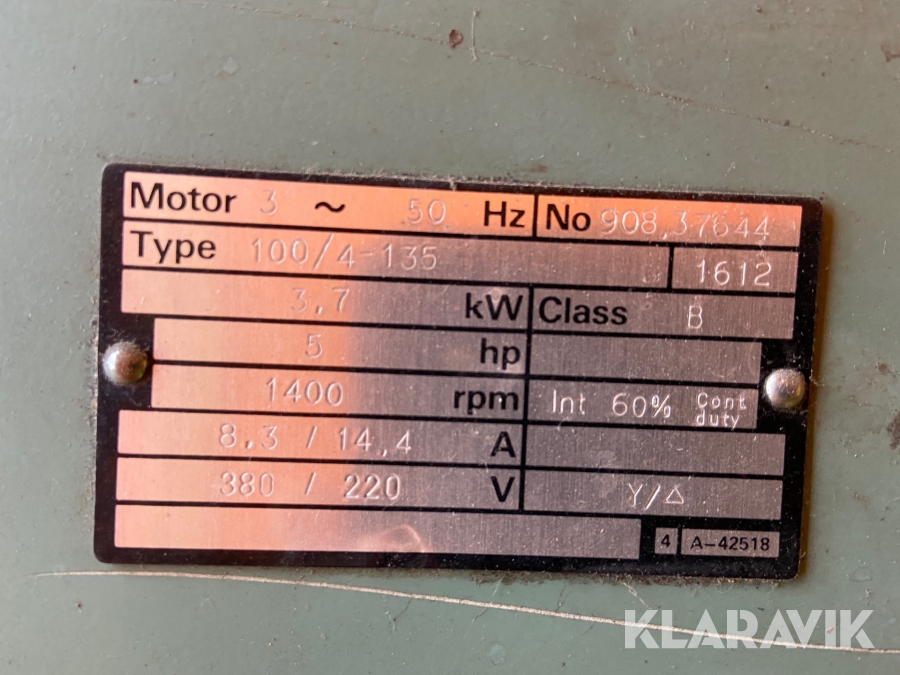 Motor 3 ~ 50 Hz No 908,37644
Type 100/4-135 1612
3,7 kW Class B
5 hp
1400 rpm Int 60% Cont duty
8,3 / 14,4 A
380 / 220 V Y/△
4 A-42518
KLARAVIK